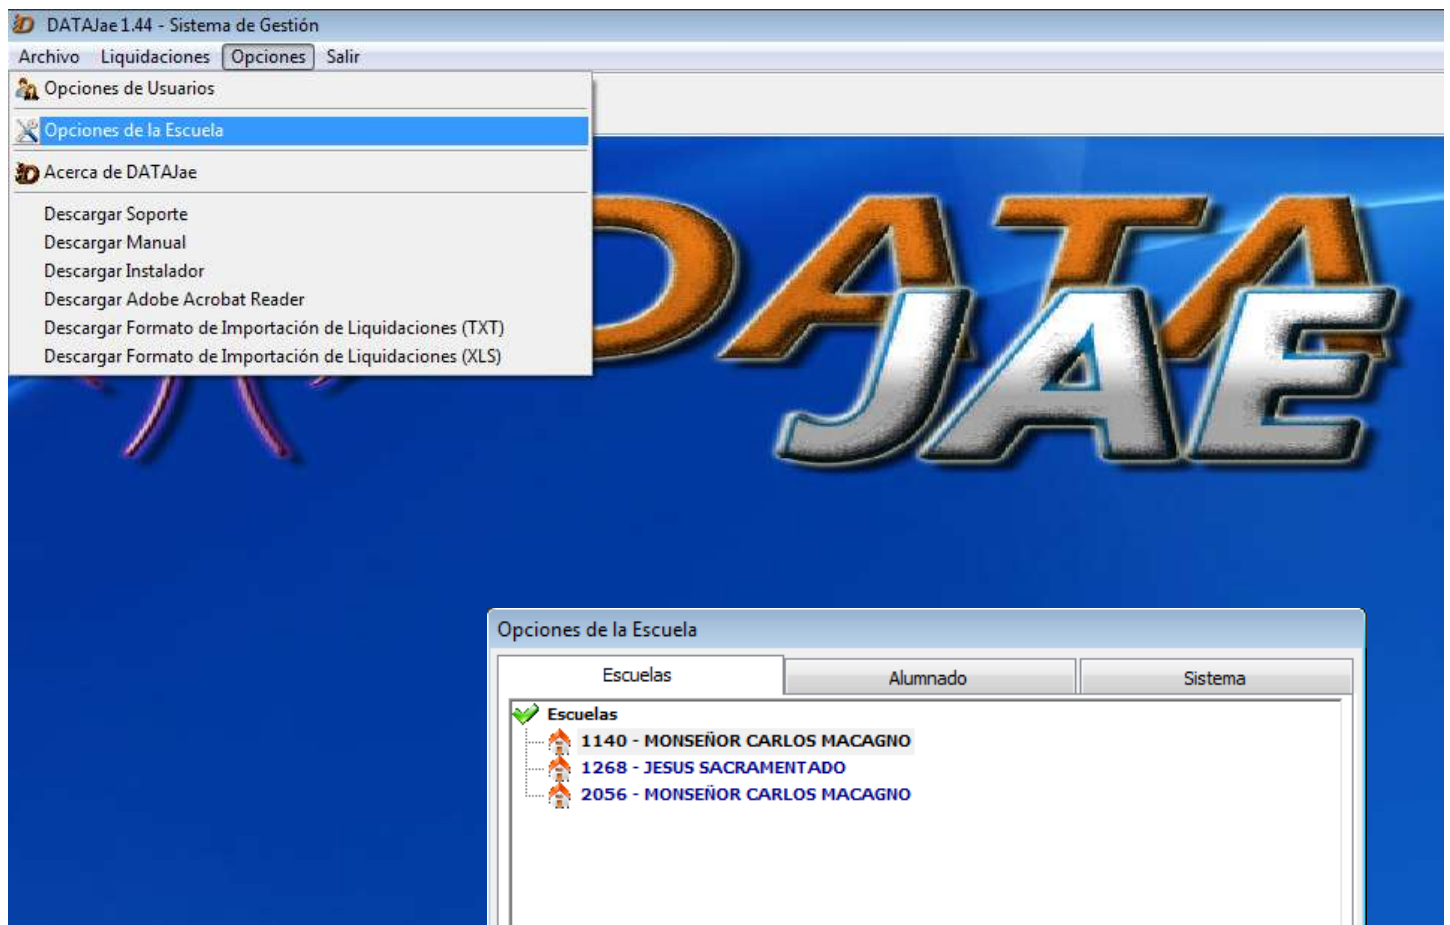 DATAJae 1.44 - Sistema de Gestión
Archivo Liquidaciones Opciones Salir
Opciones de Usuarios
Opciones de la Escuela
Acerca de DATAJae
Descargar Soporte
Descargar Manual
Descargar Instalador
Descargar Adobe Acrobat Reader
Descargar Formato de Importación de Liquidaciones (TXT)
Descargar Formato de Importación de Liquidaciones (XLS)
DATA
JAE
Opciones de la Escuela
Escuelas Alumnado Sistema
Escuelas
1140 - MONSEÑOR CARLOS MACAGNO
1268 - JESUS SACRAMENTADO
2056 - MONSEÑOR CARLOS MACAGNO